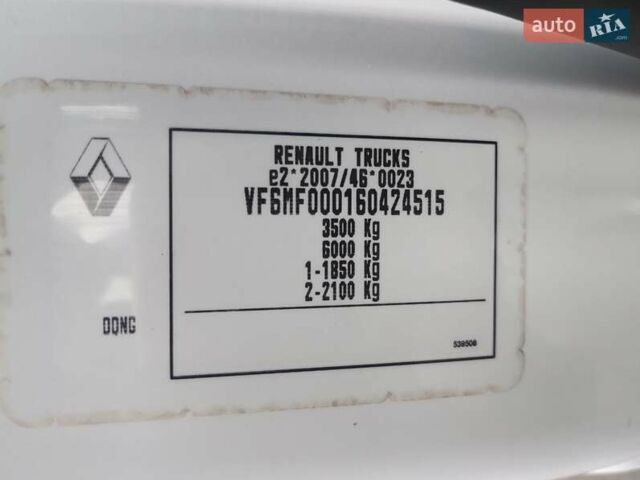 auto RIA
.com
RENAULT TRUCKS
e2*2007/46*0023
VF6MF000160424515
3500 Kg
6000 Kg
1-1850 Kg
2-2100 Kg
DQNG
539508